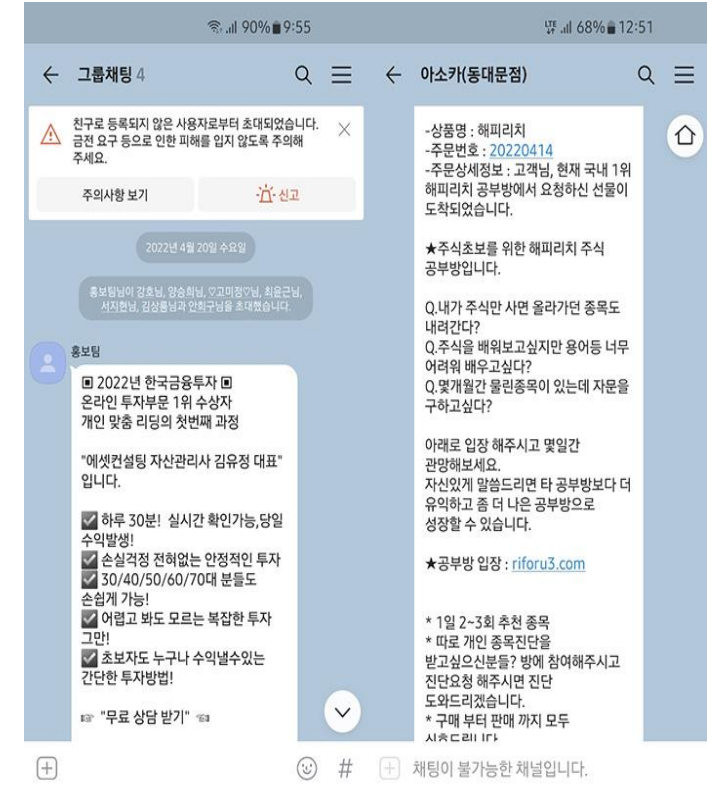 90% 9:55
그룹채팅 4
친구로 등록되지 않은 사용자로부터 초대되었습니다.
금전 요구 등으로 인한 피해를 입지 않도록 주의해
주세요.
주의사항 보기
신고
2022년 4월 20일 수요일
홍보팀님이 강호님, 양승희님, ♡고미정♡님, 최윤근님,
서지현님, 김상품님과 안희구님을 초대했습니다.
홍보팀
▣ 2022년 한국금융투자 ▣
온라인 투자부문 1위 수상자
개인 맞춤 리딩의 첫번째 과정
"에셋컨설팅 자산관리사 김유정 대표"
입니다.
☑ 하루 30분! 실시간 확인가능,당일
수익발생!
☑ 손실걱정 전혀없는 안정적인 투자
☑ 30/40/50/60/70대 분들도
손쉽게 가능!
☑ 어렵고 봐도 모르는 복잡한 투자
그만!
☑ 초보자도 누구나 수익낼수있는
간단한 투자방법!
☞ "무료 상담 받기" ☜
#
LTE 68% 12:51
아소카(동대문점)
-상품명 : 해피리치
-주문번호 : 20220414
-주문상세정보 : 고객님, 현재 국내 1위
해피리치 공부방에서 요청하신 선물이
도착되었습니다.
★주식초보를 위한 해피리치 주식
공부방입니다.
Q.내가 주식만 사면 올라가던 종목도
내려간다?
Q.주식을 배워보고싶지만 용어등 너무
어려워 배우고싶다?
Q.몇개월간 물린종목이 있는데 자문을
구하고싶다?
아래로 입장 해주시고 몇일간
관망해보세요.
자신있게 말씀드리면 타 공부방보다 더
유익하고 좀 더 나은 공부방으로
성장할 수 있습니다.
★공부방 입장 : riforu3.com
* 1일 2~3회 추천 종목
* 따로 개인 종목진단을
받고싶으신분들? 방에 참여해주시고
진단요청 해주시면 진단
도와드리겠습니다.
* 구매 부터 판매 까지 모두
채팅이 불가능한 채널입니다.